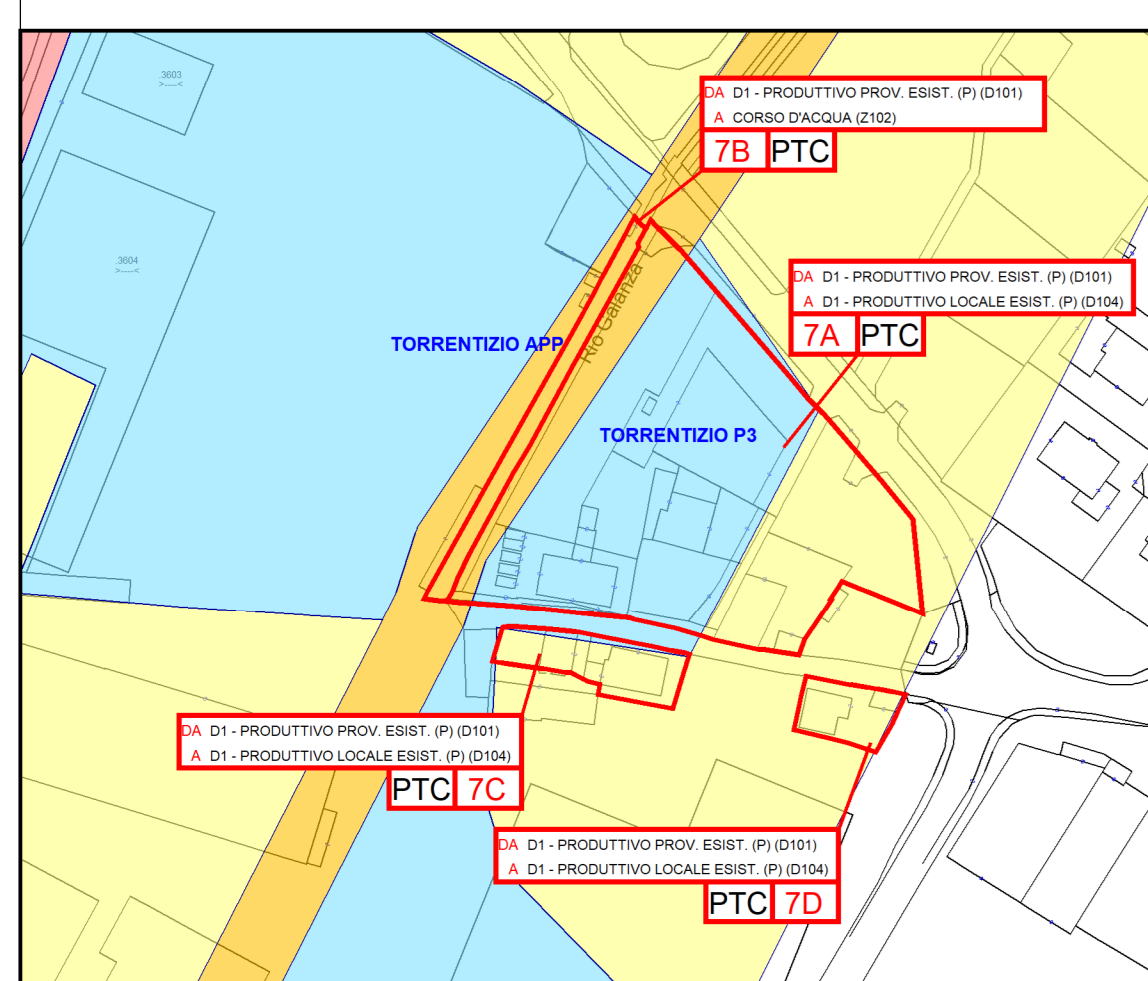 .3603
>----<
DA D1 - PRODUTTIVO PROV. ESIST. (P) (D101)
A CORSO D'ACQUA (Z102)
7B PTC
.3604
>----<
DA D1 - PRODUTTIVO PROV. ESIST. (P) (D101)
A D1 - PRODUTTIVO LOCALE ESIST. (P) (D104)
7A PTC
Rio Galanza
TORRENTIZIO APP
TORRENTIZIO P3
DA D1 - PRODUTTIVO PROV. ESIST. (P) (D101)
A D1 - PRODUTTIVO LOCALE ESIST. (P) (D104)
PTC 7C
DA D1 - PRODUTTIVO PROV. ESIST. (P) (D101)
A D1 - PRODUTTIVO LOCALE ESIST. (P) (D104)
PTC 7D